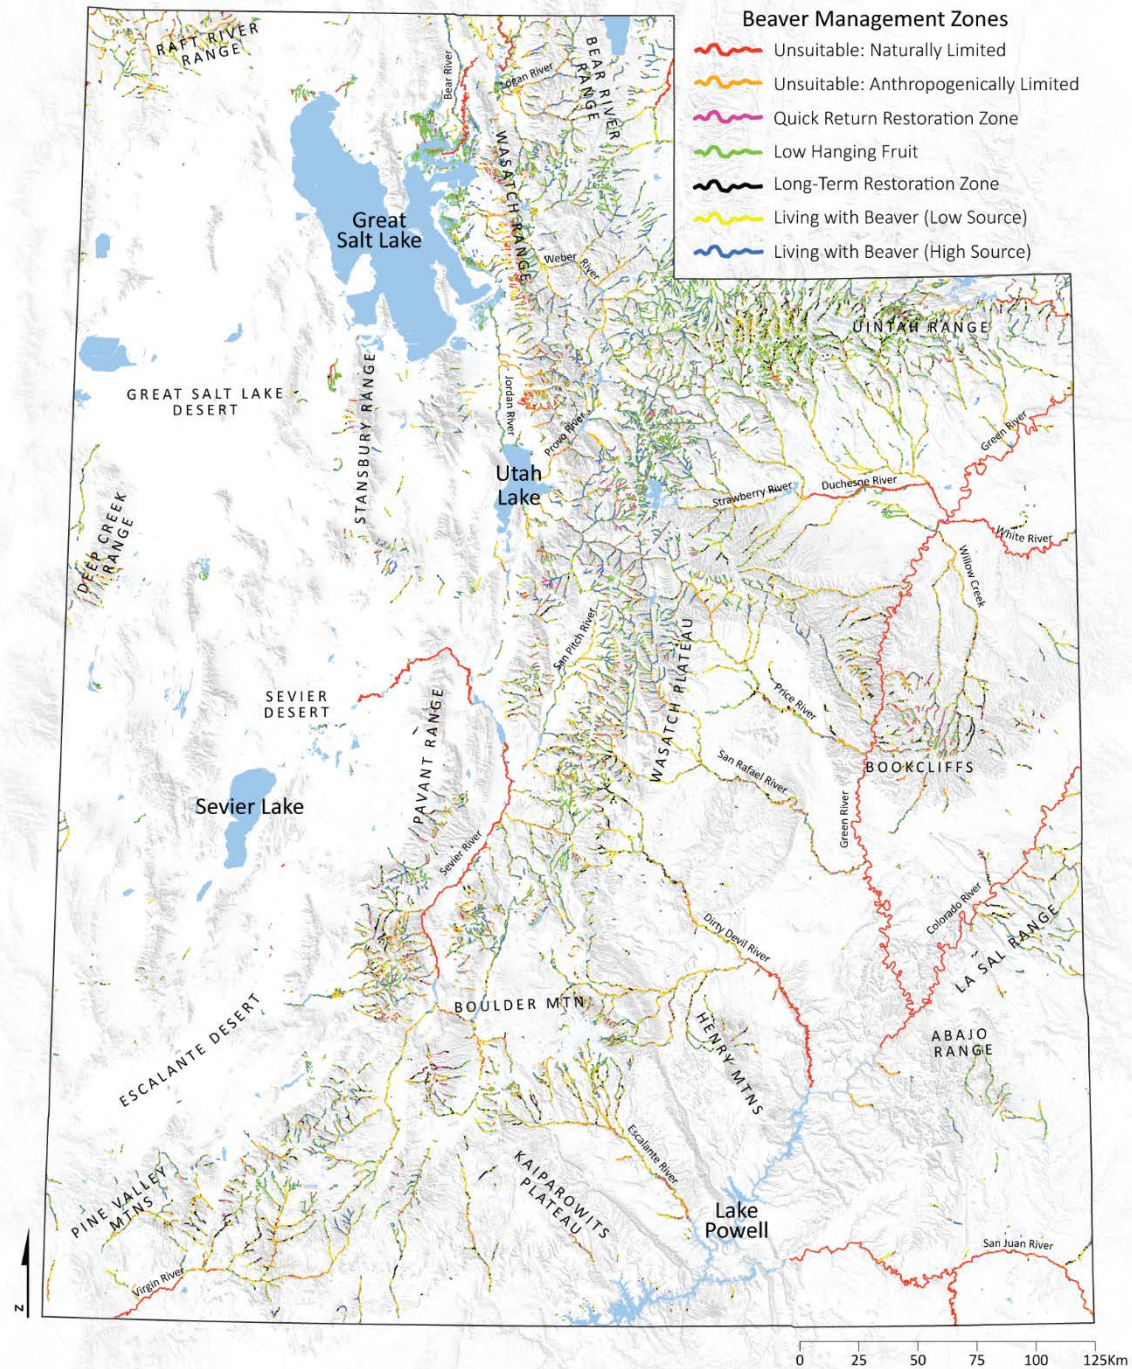 Beaver Management Zones
Unsuitable: Naturally Limited
Unsuitable: Anthropogenically Limited
Quick Return Restoration Zone
Low Hanging Fruit
Long-Term Restoration Zone
Living with Beaver (Low Source)
Living with Beaver (High Source)
RAFT RIVER
RANGE
Bear River
Logan River
BEAR RIVER
RANGE
WASATCH RANGE
Great
Salt Lake
Weber River
UINTAH RANGE
GREAT SALT LAKE
DESERT
STANSBURY RANGE
Jordan River
Provo River
Green River
Utah
Lake
Strawberry River
Duchesne River
White River
DEEP CREEK
RANGE
Willow Creek
San Pitch River
WASATCH PLATEAU
SEVIER
DESERT
PAVANT RANGE
Price River
San Rafael River
BOOKCLIFFS
Sevier Lake
Green River
Sevier River
Colorado River
LA SAL RANGE
Dirty Devil River
BOULDER MTN
HENRY MTNS
ABAJO
RANGE
ESCALANTE DESERT
Escalante River
KAIPAROWITS
PLATEAU
PINE VALLEY
MTNS
Lake
Powell
San Juan River
Virgin River
N
0 25 50 100 125Km